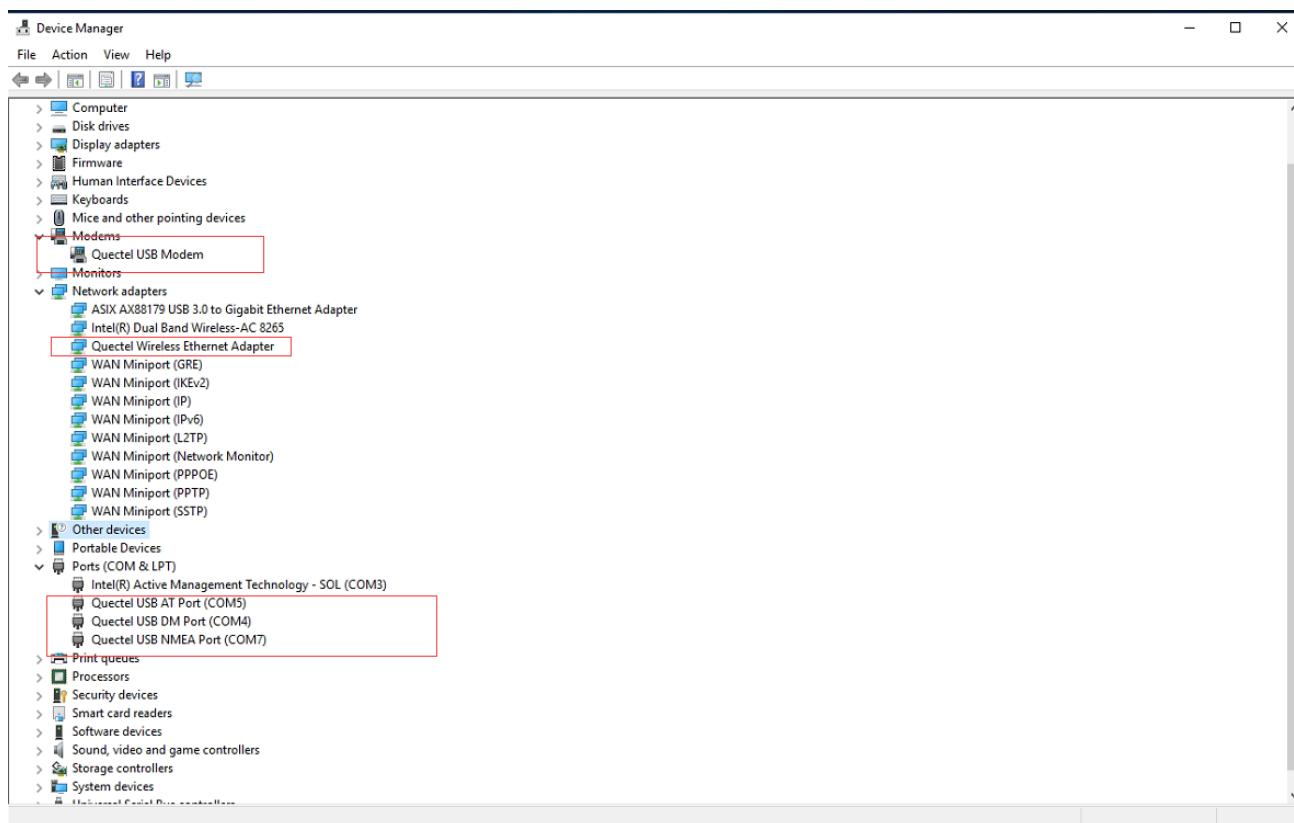 Device Manager
File Action View Help
Computer
Disk drives
Display adapters
Firmware
Human Interface Devices
Keyboards
Mice and other pointing devices
Modems
Quectel USB Modem
Monitors
Network adapters
ASIX AX88179 USB 3.0 to Gigabit Ethernet Adapter
Intel(R) Dual Band Wireless-AC 8265
Quectel Wireless Ethernet Adapter
WAN Miniport (GRE)
WAN Miniport (IKEv2)
WAN Miniport (IP)
WAN Miniport (IPv6)
WAN Miniport (L2TP)
WAN Miniport (Network Monitor)
WAN Miniport (PPPOE)
WAN Miniport (PPTP)
WAN Miniport (SSTP)
Other devices
Portable Devices
Ports (COM & LPT)
Intel(R) Active Management Technology - SOL (COM3)
Quectel USB AT Port (COM5)
Quectel USB DM Port (COM4)
Quectel USB NMEA Port (COM7)
Print queues
Processors
Security devices
Smart card readers
Software devices
Sound, video and game controllers
Storage controllers
System devices
Universal Serial Bus controllers